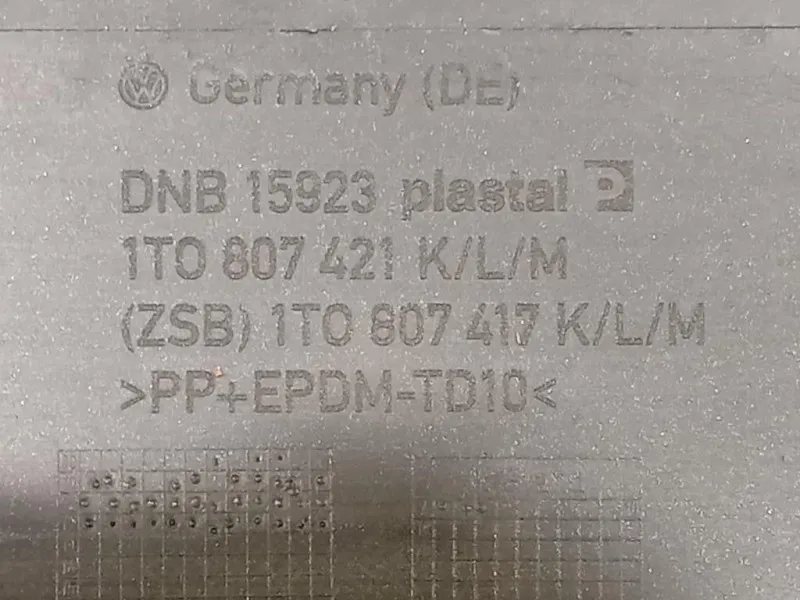 Germany (DE)
DNB 15923 plastal P
1T0 807 421 K/L/M
(ZSB) 1T0 807 417 K/L/M
>PP+EPDM-TD10<